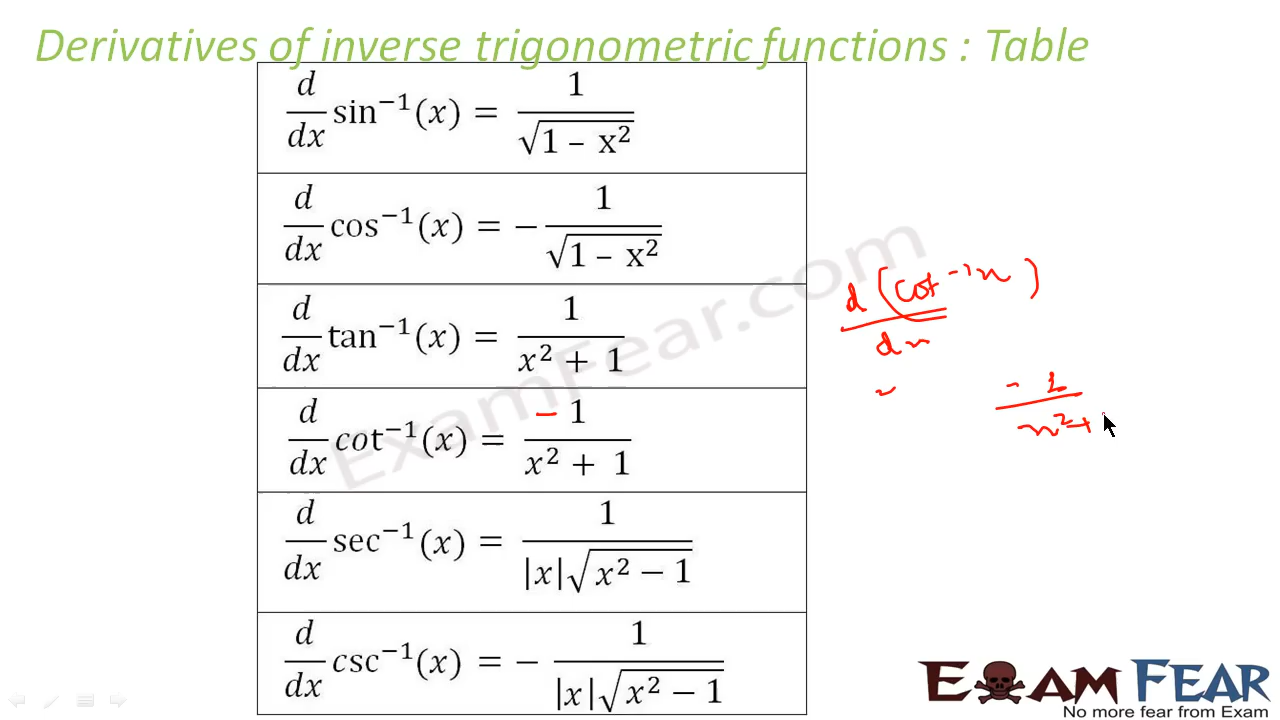 Derivatives of inverse trigonometric functions : Table
d/dx sin⁻¹(x) = 1/√(1 − x²)
d/dx cos⁻¹(x) = − 1/√(1 − x²)
d/dx tan⁻¹(x) = 1/(x² + 1)
d/dx cot⁻¹(x) = −1/(x² + 1)
d/dx sec⁻¹(x) = 1/(|x|√(x² − 1))
d/dx csc⁻¹(x) = − 1/(|x|√(x² − 1))
d(cot⁻¹x)/dx
= −1/(x²+
ExamFear.com
EXAM FEAR
No more fear from Exam